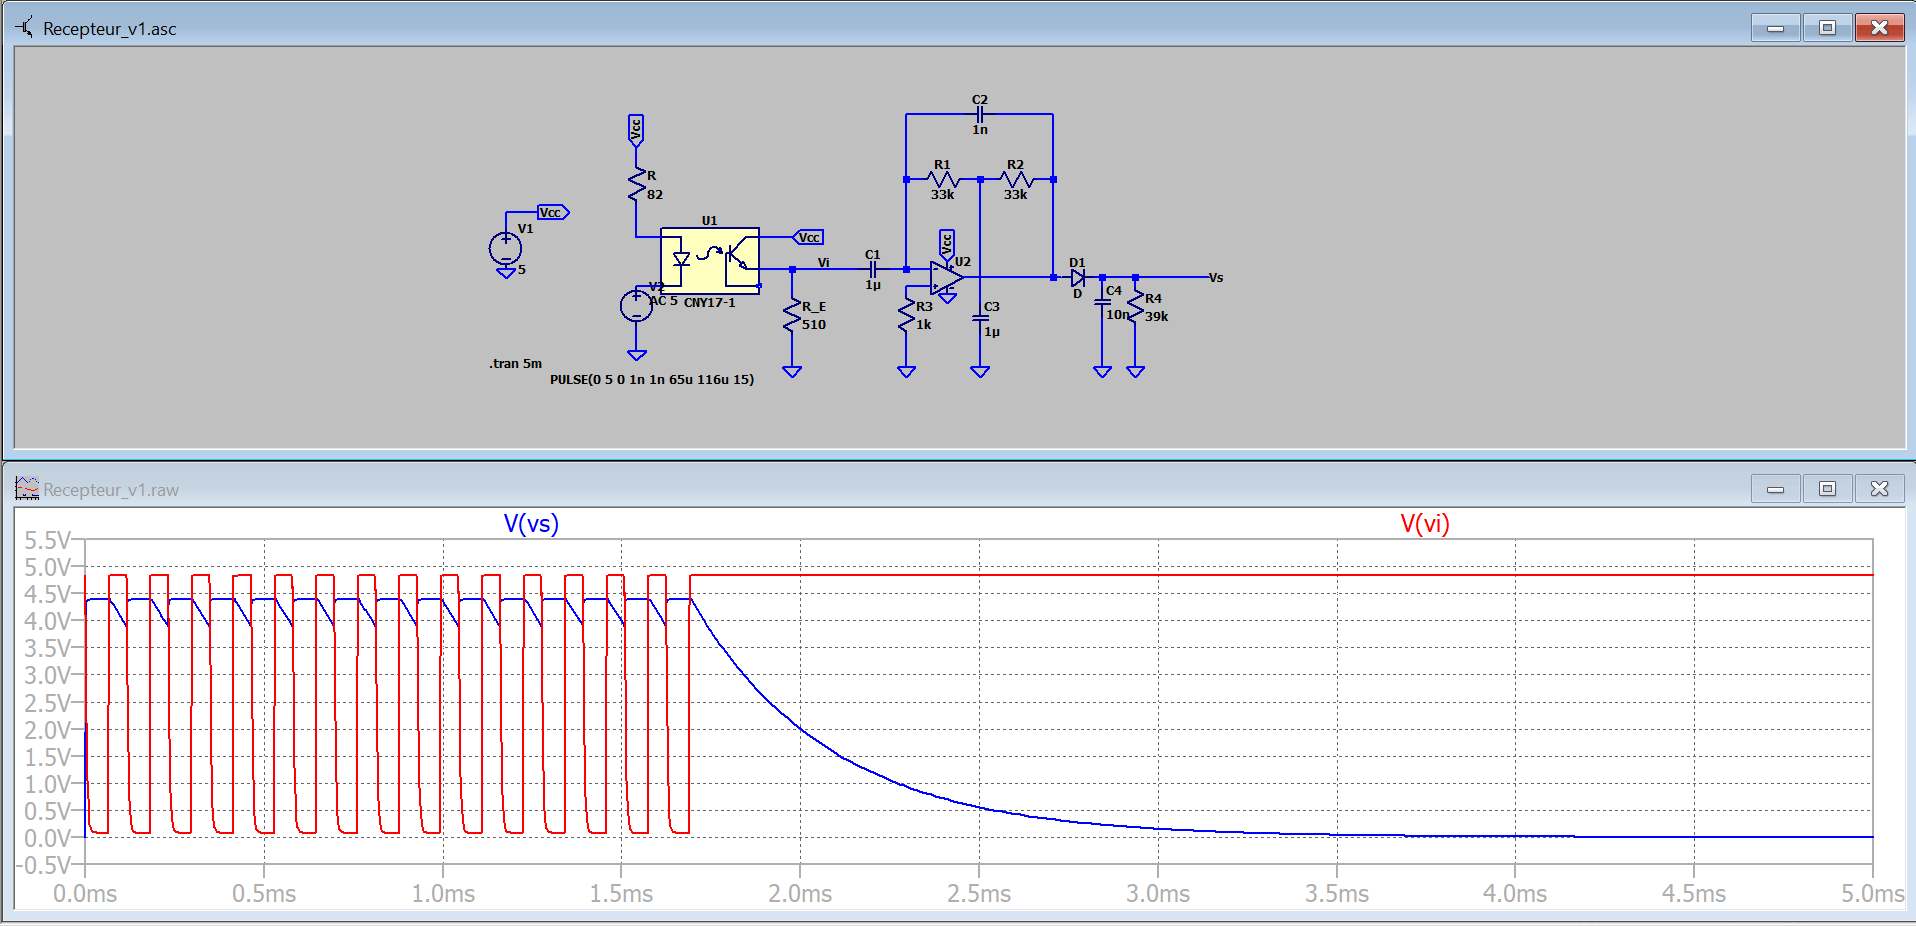 Recepteur_v1.asc
C2
1n
Vcc
R1
R2
33k
33k
R
82
Vcc
V1
5
U1
Vcc
Vi
C1
1µ
Vcc
U2
V2
AC 5
CNY17-1
R_E
510
R3
1k
C3
1µ
D1
D
C4
10n
R4
39k
Vs
.tran 5m
PULSE(0 5 0 1n 1n 65u 116u 15)
Recepteur_v1.raw
V(vs)
V(vi)
5.5V
5.0V
4.5V
4.0V
3.5V
3.0V
2.5V
2.0V
1.5V
1.0V
0.5V
0.0V
-0.5V
0.0ms 0.5ms 1.0ms 1.5ms 2.0ms 2.5ms 3.0ms 3.5ms 4.0ms 4.5ms 5.0ms